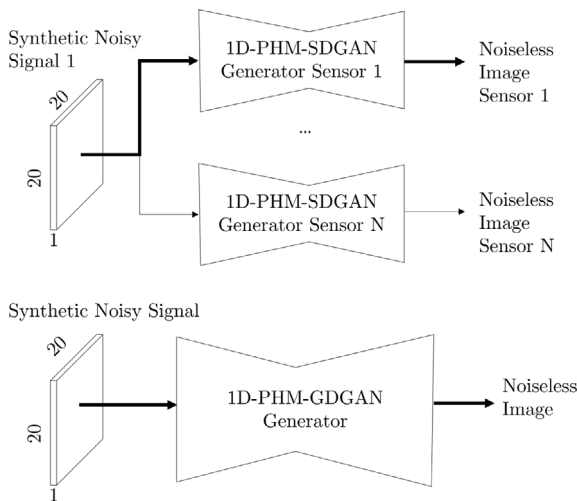 Synthetic Noisy
Signal 1
20
20
1
1D-PHM-SDGAN
Generator Sensor 1
Noiseless
Image
Sensor 1
...
1D-PHM-SDGAN
Generator Sensor N
Noiseless
Image
Sensor N
Synthetic Noisy Signal
20
20
1
1D-PHM-GDGAN
Generator
Noiseless
Image